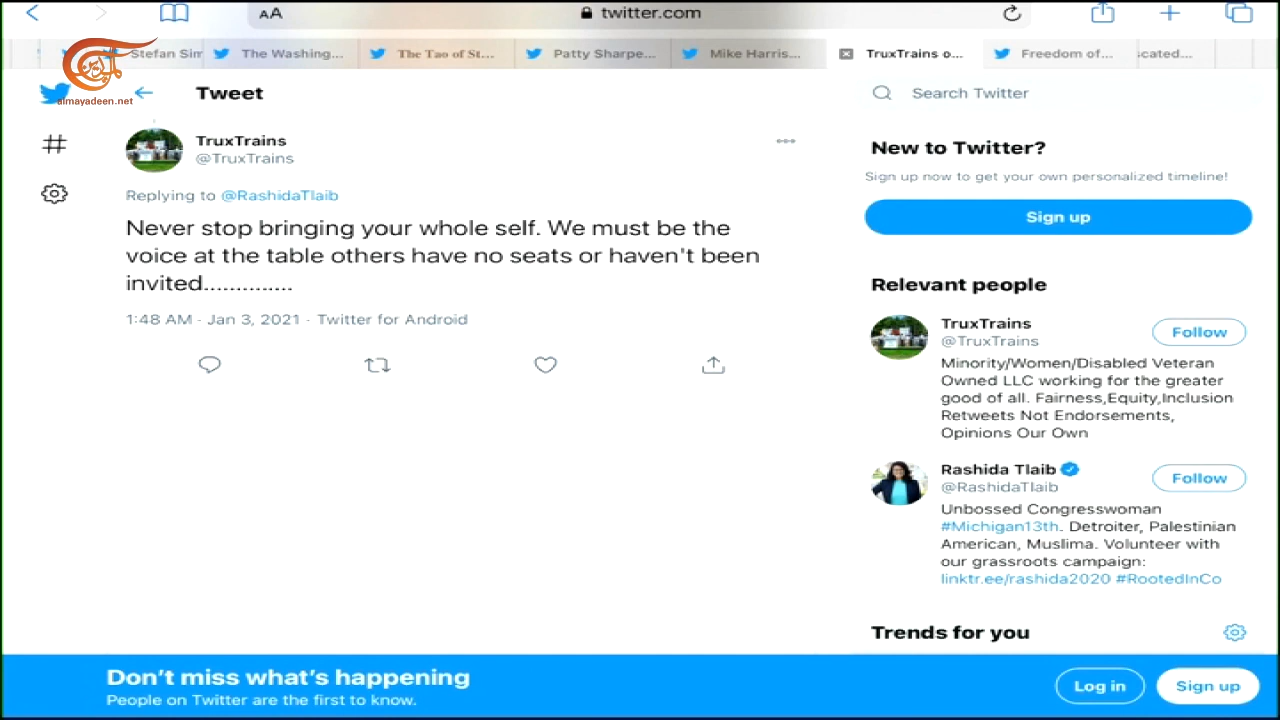 AA
twitter.com
Stefan Sim
The Washing...
The Tao of St...
Patty Sharpe...
Mike Harris...
TruxTrains o...
Freedom of...
cated...
الميادين
almayadeen.net
Tweet
Search Twitter
TruxTrains
@TruxTrains
Replying to @RashidaTlaib
Never stop bringing your whole self. We must be the
voice at the table others have no seats or haven't been
invited..............
1:48 AM - Jan 3, 2021 - Twitter for Android
New to Twitter?
Sign up now to get your own personalized timeline!
Sign up
Relevant people
TruxTrains
@TruxTrains
Follow
Minority/Women/Disabled Veteran
Owned LLC working for the greater
good of all. Fairness,Equity,Inclusion
Retweets Not Endorsements,
Opinions Our Own
Rashida Tlaib
@RashidaTlaib
Follow
Unbossed Congresswoman
#Michigan13th. Detroiter, Palestinian
American, Muslima. Volunteer with
our grassroots campaign:
linktr.ee/rashida2020 #RootedInCo
Trends for you
Don’t miss what’s happening
People on Twitter are the first to know.
Log in
Sign up